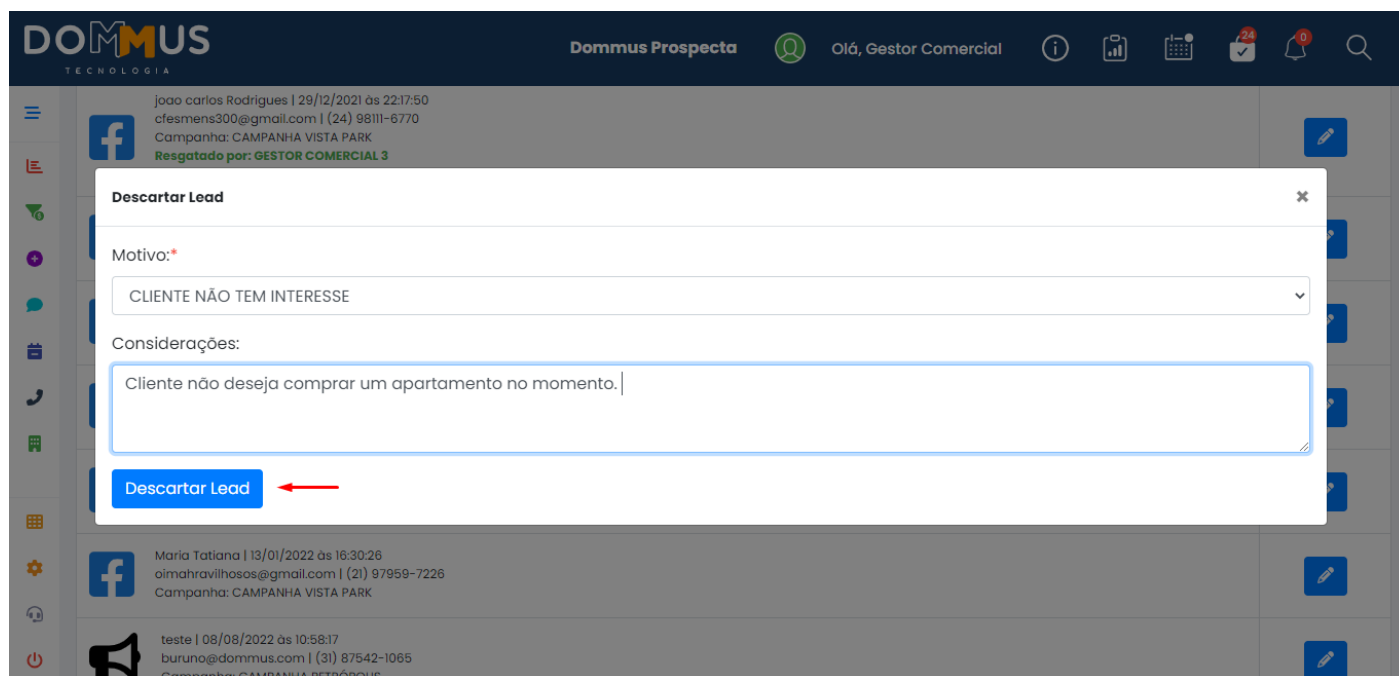 DOMMUS
TECNOLOGIA
Dommus Prospecta
Olá, Gestor Comercial
24
0
joao carlos Rodrigues | 29/12/2021 às 22:17:50
cfesmens300@gmail.com | (24) 98111-6770
Campanha: CAMPANHA VISTA PARK
Resgatado por: GESTOR COMERCIAL 3
Descartar Lead
×
Motivo:*
CLIENTE NÃO TEM INTERESSE
Considerações:
Cliente não deseja comprar um apartamento no momento.
Descartar Lead
Maria Tatiana | 13/01/2022 às 16:30:26
oimahravilhosos@gmail.com | (21) 97959-7226
Campanha: CAMPANHA VISTA PARK
teste | 08/08/2022 às 10:58:17
buruno@dommus.com | (31) 87542-1065
Campanha: CAMPANHA PETRÓPOLIS